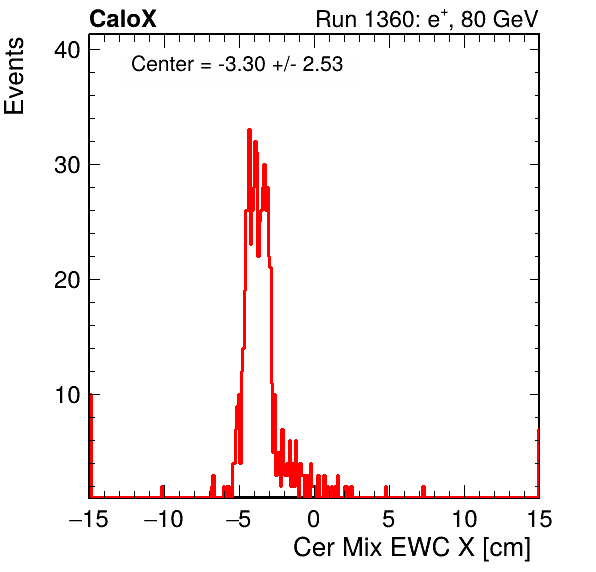 CaloX
Run 1360: e+, 80 GeV
Center = -3.30 +/- 2.53
Events
40
30
20
10
−15 −10 −5 0 5 10 15
Cer Mix EWC X [cm]